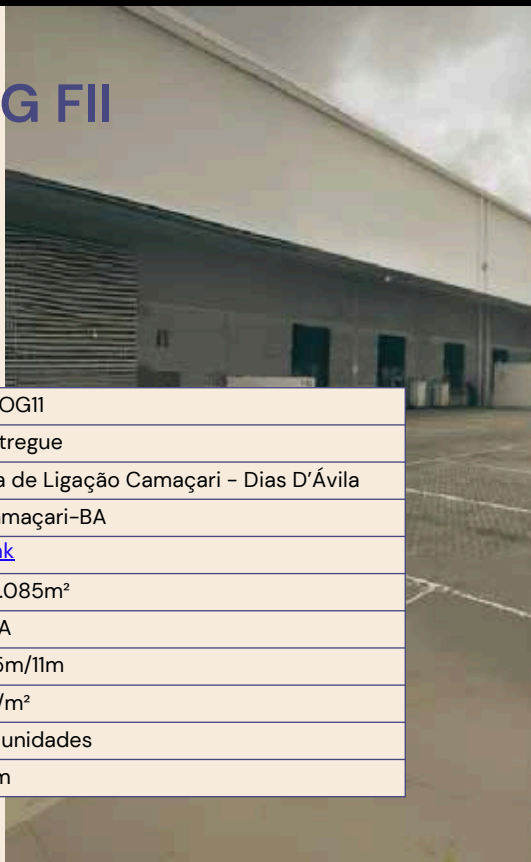 G FII
OG11
tregue
a de Ligação Camaçari - Dias D’Ávila
maçari-BA
nk
.085m²
A
5m/11m
/m²
unidades
m